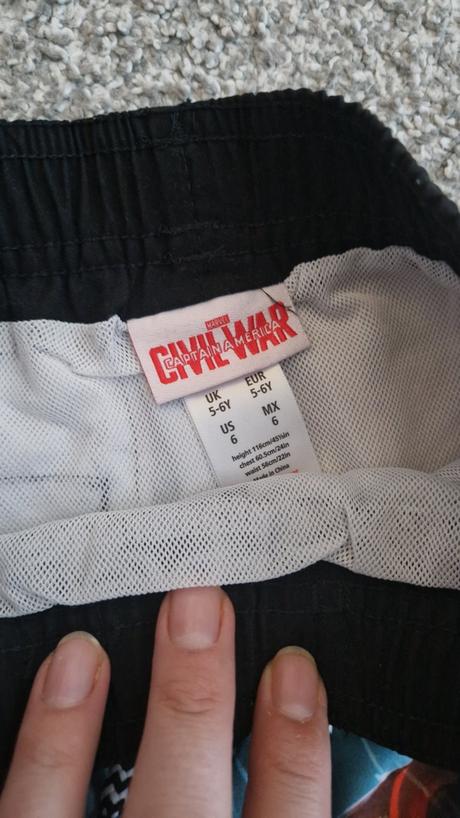 MARVEL
CIVIL WAR
CAPTAIN AMERICA
UK EUR
5-6Y 5-6Y
US MX
6 6
height 116cm/45½in
chest 60.5cm/24in
waist 56cm/22in
Made in China